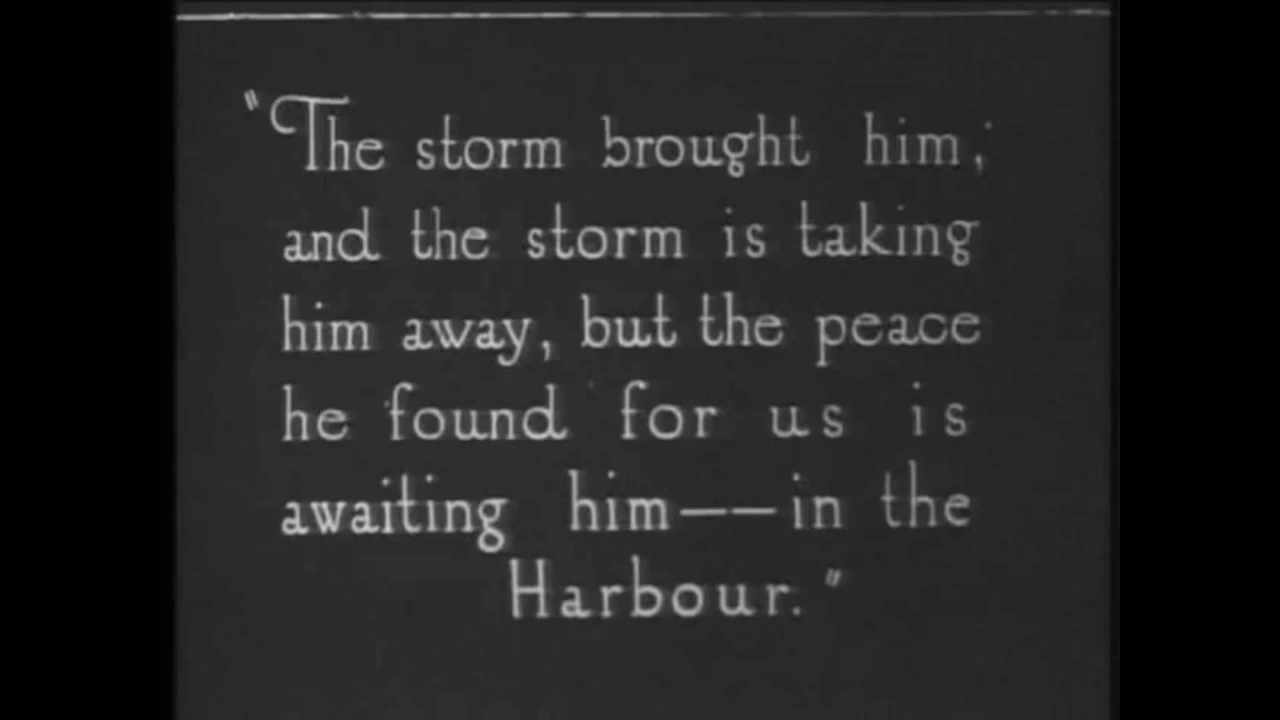 "The storm brought him,
and the storm is taking
him away, but the peace
he found for us is
awaiting him——in the
Harbour."